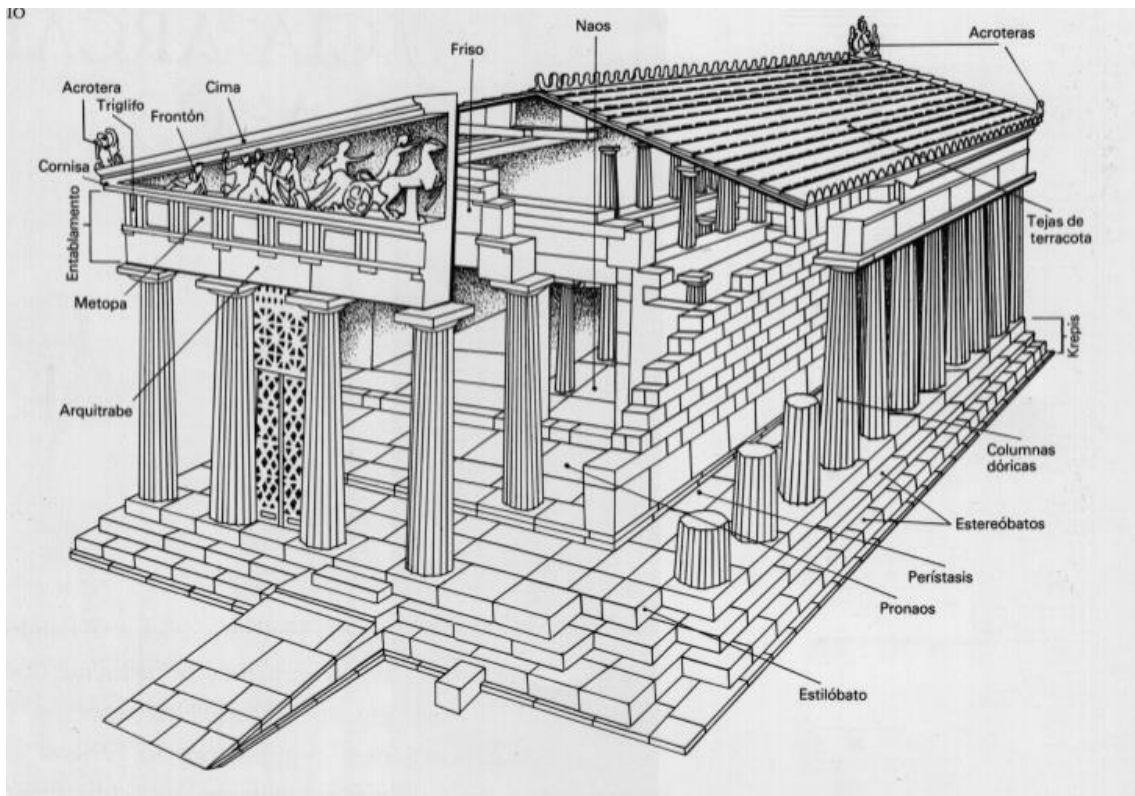 IO
Naos
Friso
Acroteras
Acrotera
Triglifo
Cima
Frontón
Cornisa
Entablamento
Tejas de
terracota
Metopa
Krepis
Arquitrabe
Columnas
dóricas
Estereóbatos
Perístasis
Pronaos
Estilóbato